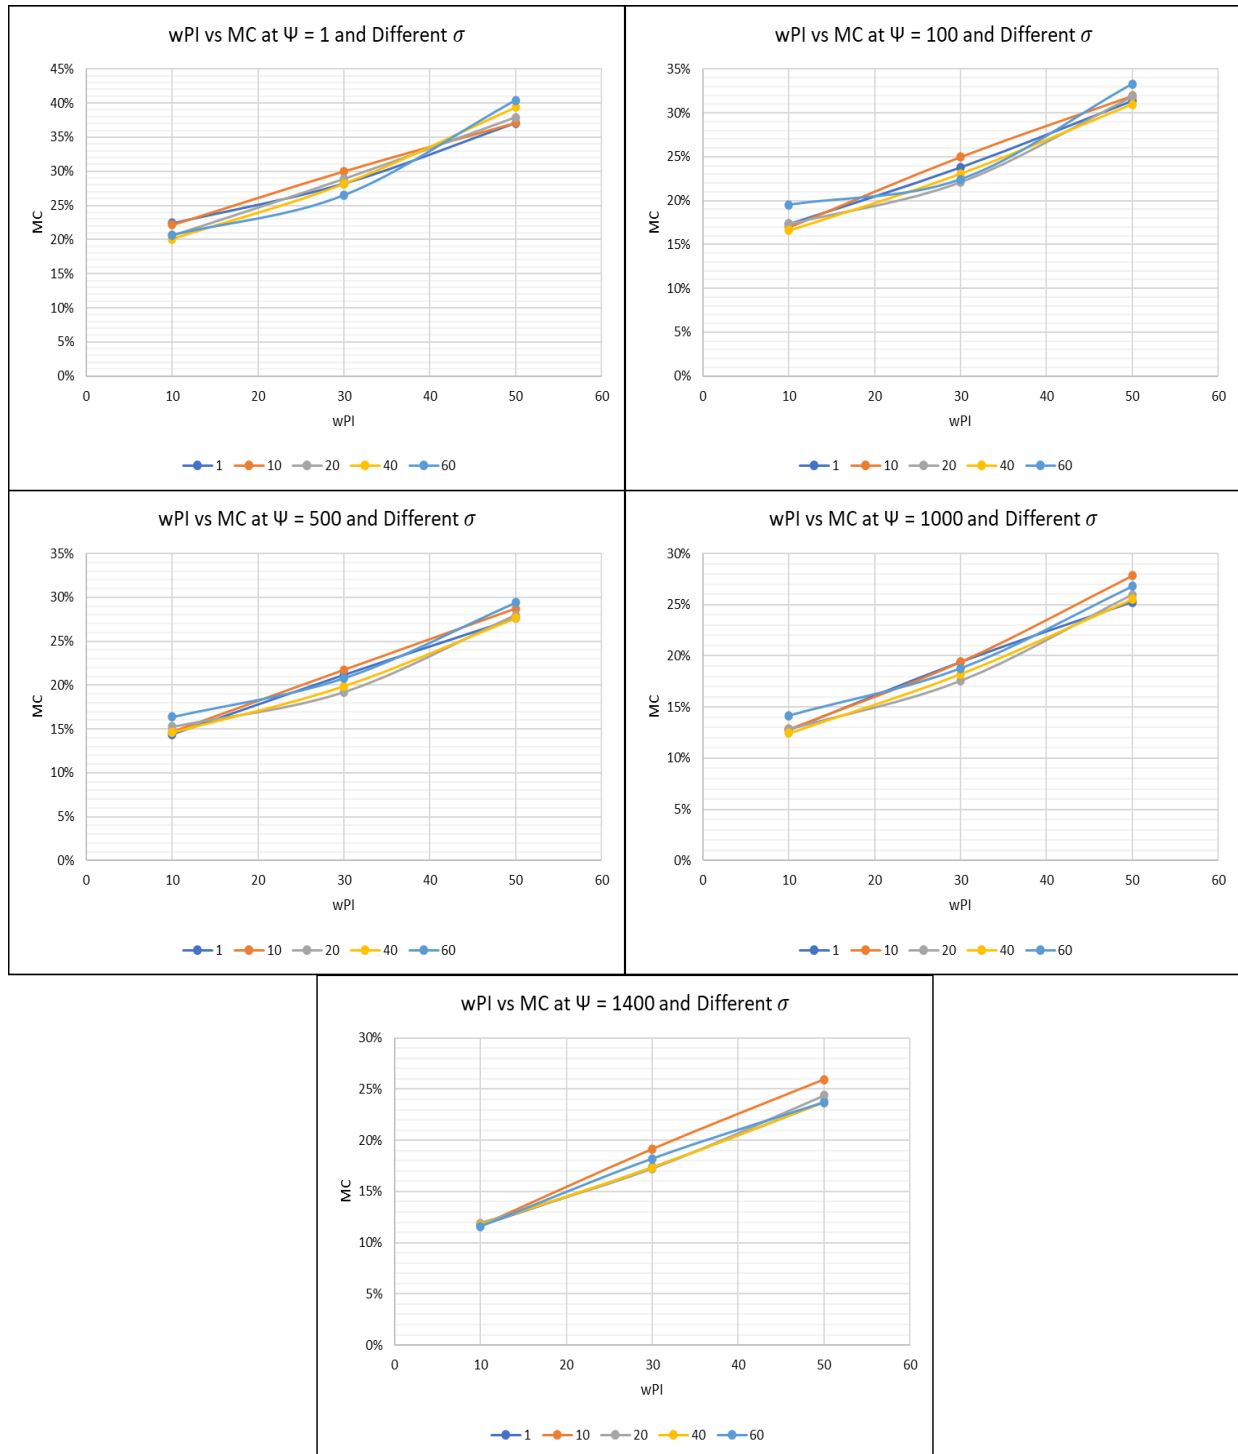 wPI vs MC at Ψ = 1 and Different σ
45%
40%
35%
30%
25%
20%
15%
10%
5%
0%
MC
0 10 20 30 40 50 60
wPI
1 10 20 40 60
wPI vs MC at Ψ = 100 and Different σ
35%
30%
25%
20%
15%
10%
5%
0%
MC
0 10 20 30 40 50 60
wPI
1 10 20 40 60
wPI vs MC at Ψ = 500 and Different σ
35%
30%
25%
20%
15%
10%
5%
0%
MC
0 10 20 30 40 50 60
wPI
1 10 20 40 60
wPI vs MC at Ψ = 1000 and Different σ
30%
25%
20%
15%
10%
5%
0%
MC
0 10 20 30 40 50 60
wPI
1 10 20 40 60
wPI vs MC at Ψ = 1400 and Different σ
30%
25%
20%
15%
10%
5%
0%
MC
0 10 20 30 40 50 60
wPI
1 10 20 40 60